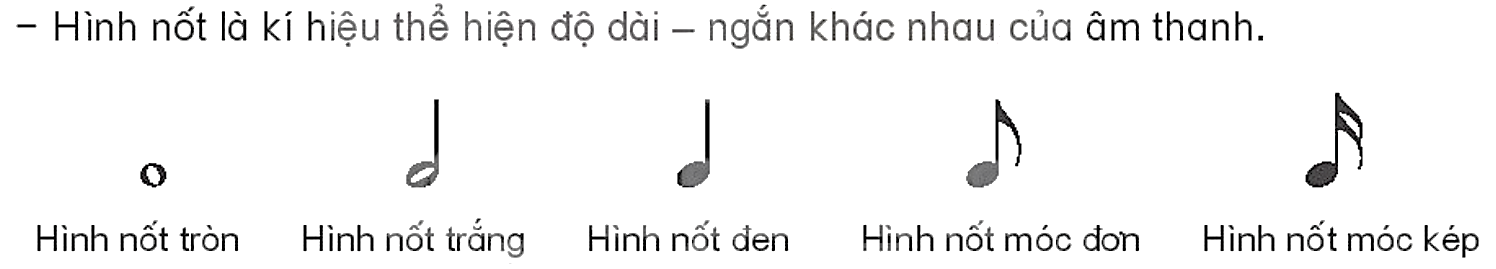 – Hình nốt là kí hiệu thể hiện độ dài – ngắn khác nhau của âm thanh.
Hình nốt tròn Hình nốt trắng Hình nốt đen Hình nốt móc đơn Hình nốt móc kép